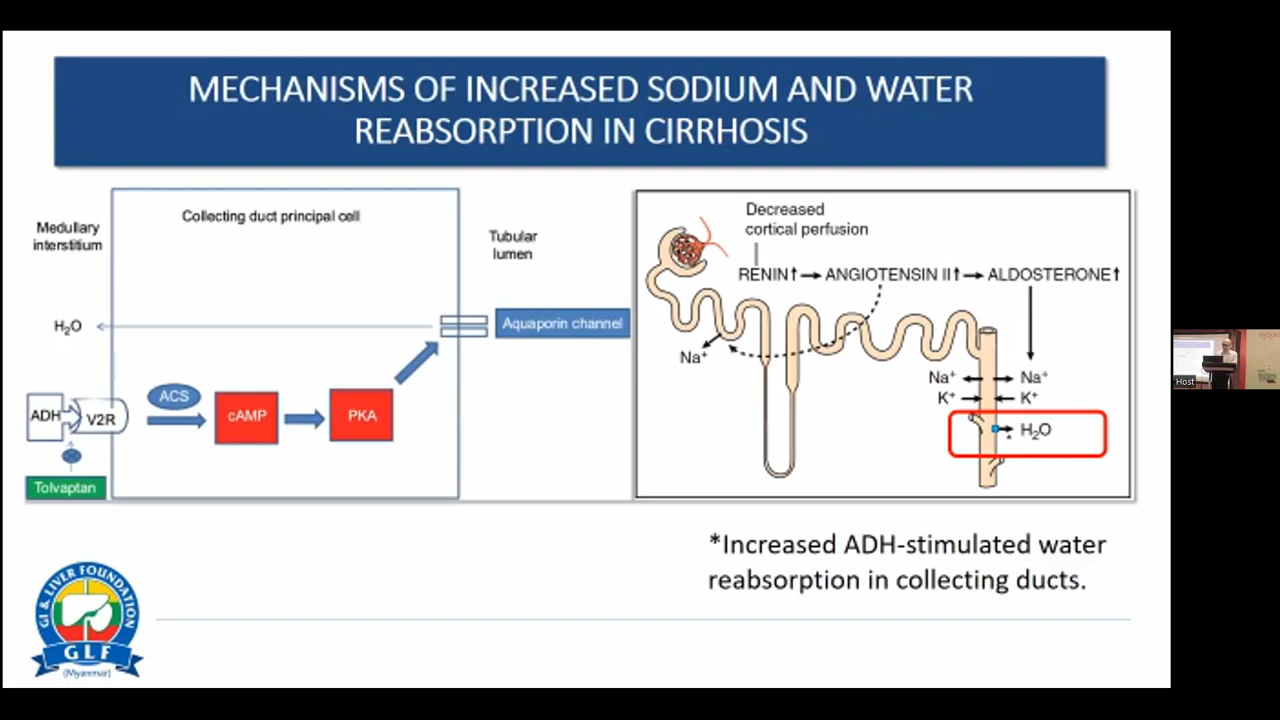 MECHANISMS OF INCREASED SODIUM AND WATER
REABSORPTION IN CIRRHOSIS
Medullary
interstitium
Collecting duct principal cell
Tubular
lumen
H₂O
Aquaporin channel
ADH
V2R
ACS
cAMP
PKA
Tolvaptan
Decreased
cortical perfusion
RENIN↑ → ANGIOTENSIN II↑ → ALDOSTERONE↑
Na⁺
Na⁺ Na⁺
K⁺ K⁺
* H₂O
*Increased ADH-stimulated water
reabsorption in collecting ducts.
GI & LIVER FOUNDATION
GLF
(Myanmar)
Host